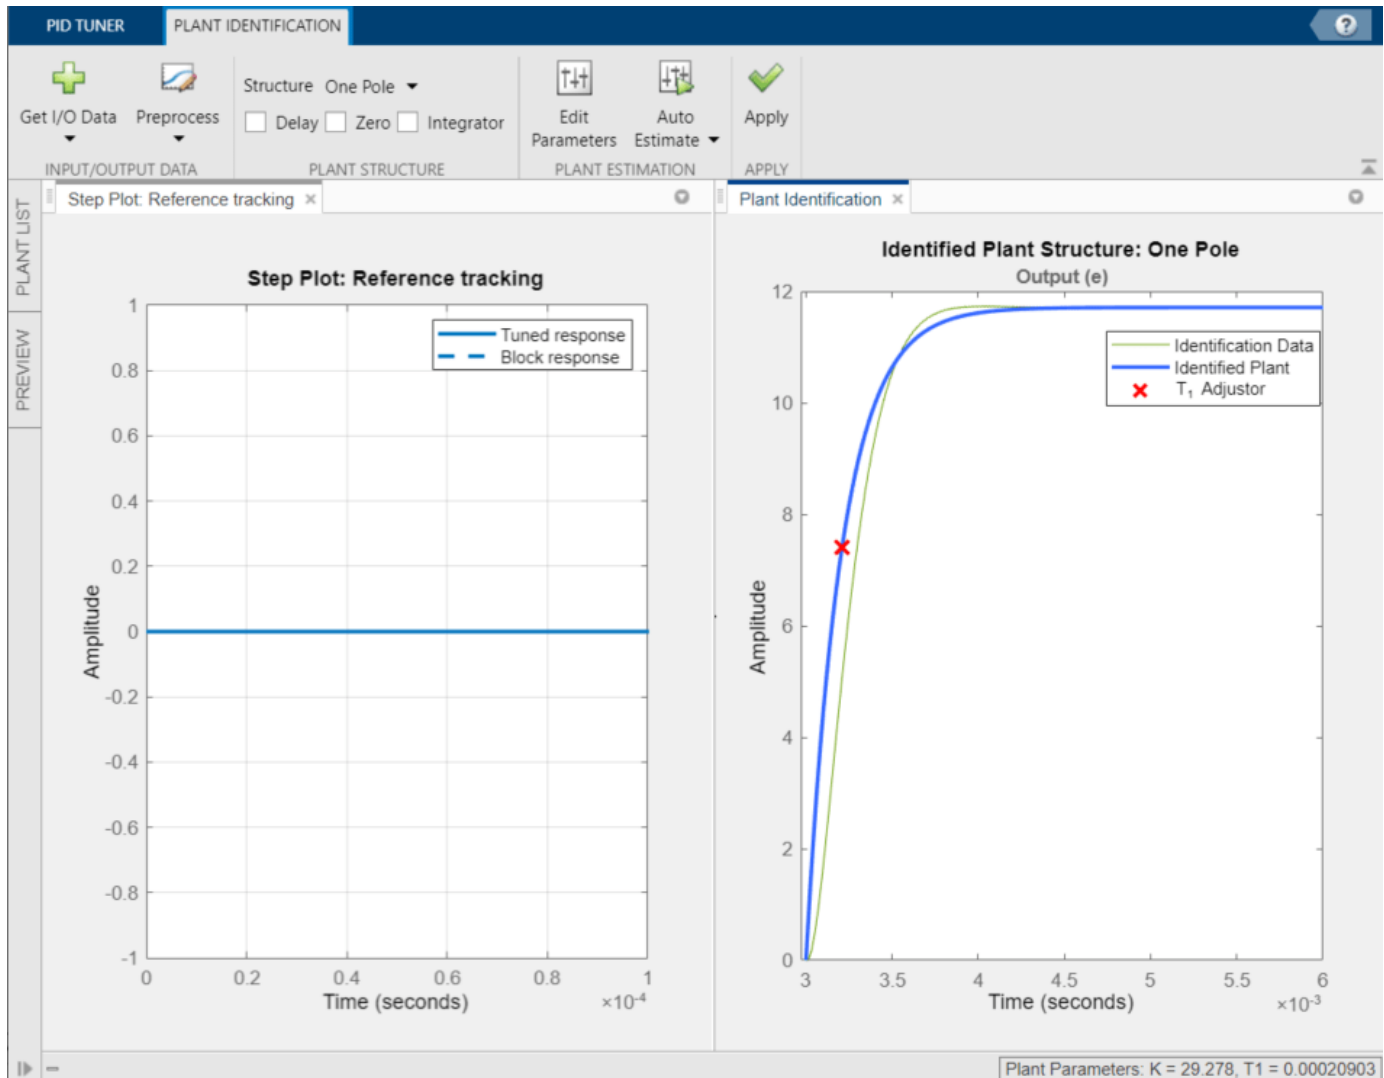 PID TUNER PLANT IDENTIFICATION ?
Get I/O Data Preprocess
Structure One Pole
Delay Zero Integrator
Edit Parameters
Auto Estimate
Apply
INPUT/OUTPUT DATA PLANT STRUCTURE PLANT ESTIMATION APPLY
PLANT LIST
PREVIEW
Step Plot: Reference tracking ×
Step Plot: Reference tracking
Tuned response
Block response
Amplitude
1
0.8
0.6
0.4
0.2
0
-0.2
-0.4
-0.6
-0.8
-1
0 0.2 0.4 0.6 0.8 1
Time (seconds) ×10⁻⁴
Plant Identification ×
Identified Plant Structure: One Pole
Output (e)
Identification Data
Identified Plant
T₁ Adjustor
Amplitude
12
10
8
6
4
2
0
3 3.5 4 4.5 5 5.5 6
Time (seconds) ×10⁻³
Plant Parameters: K = 29.278, T1 = 0.00020903